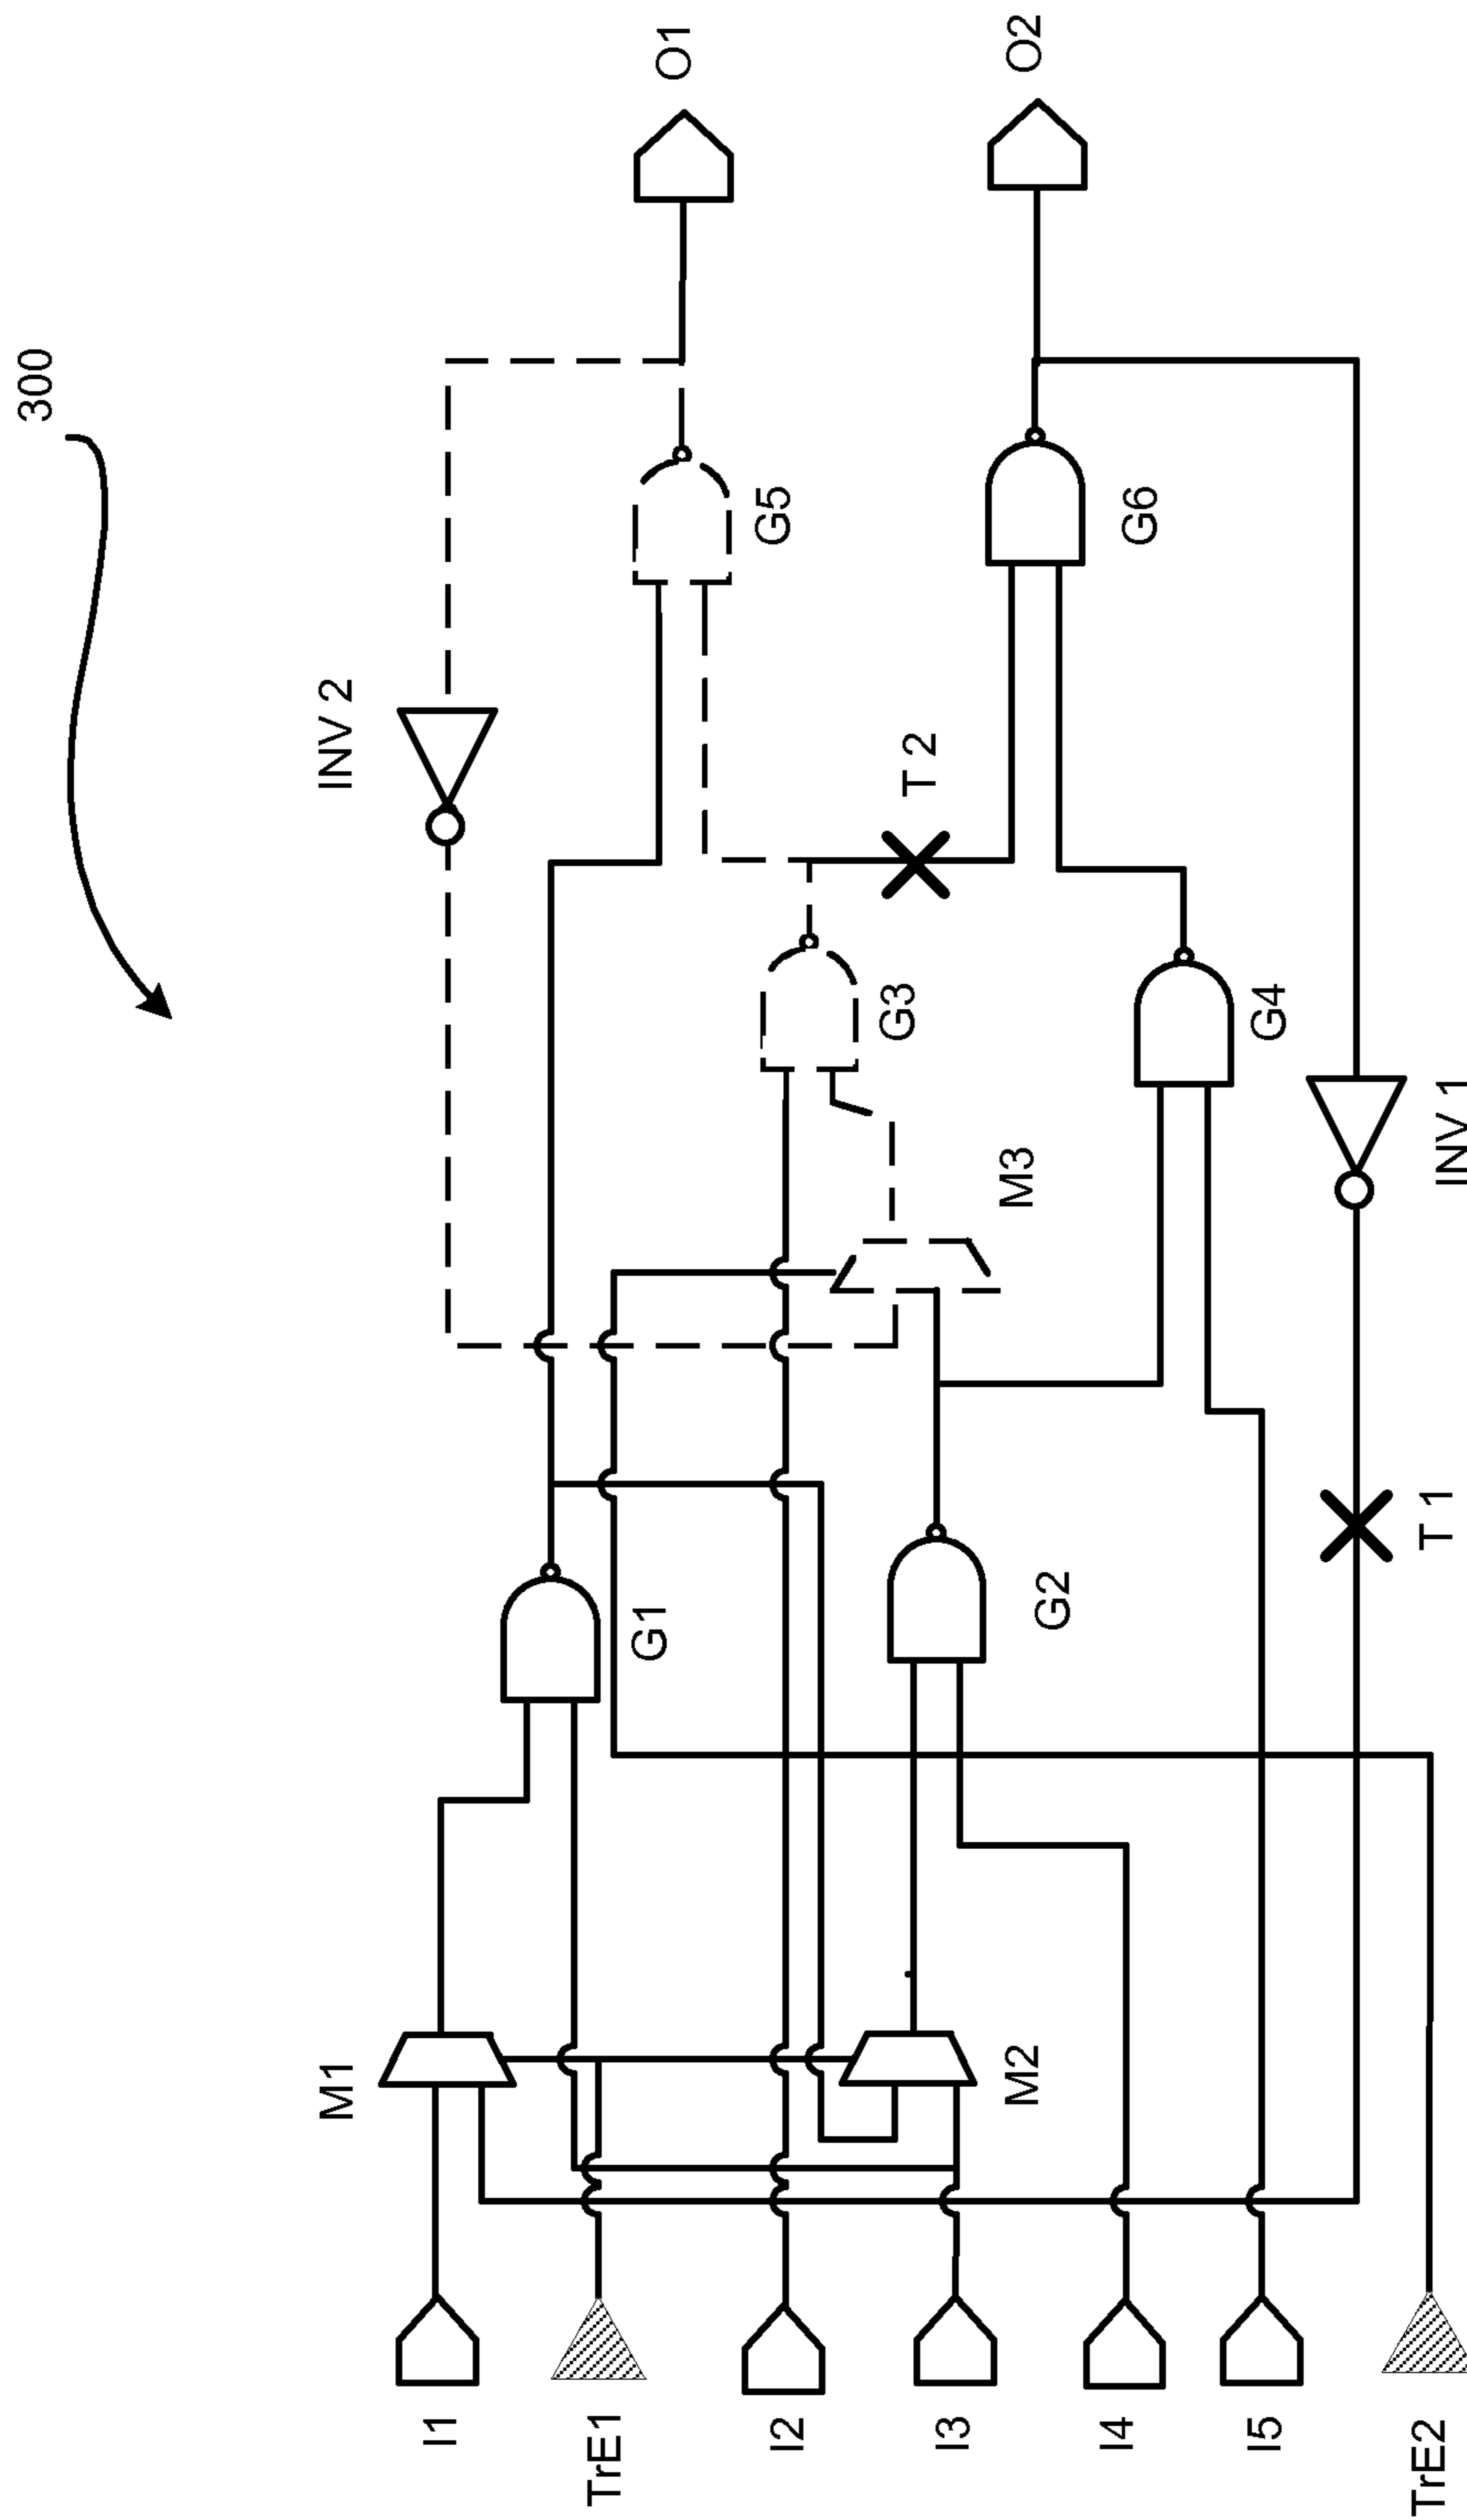 300
O1
O2
INV 2
G5
G6
T 2
G3
G4
M3
INV 1
G1
G2
T 1
M1
M2
I1
TrE1
I2
I3
I4
I5
TrE2